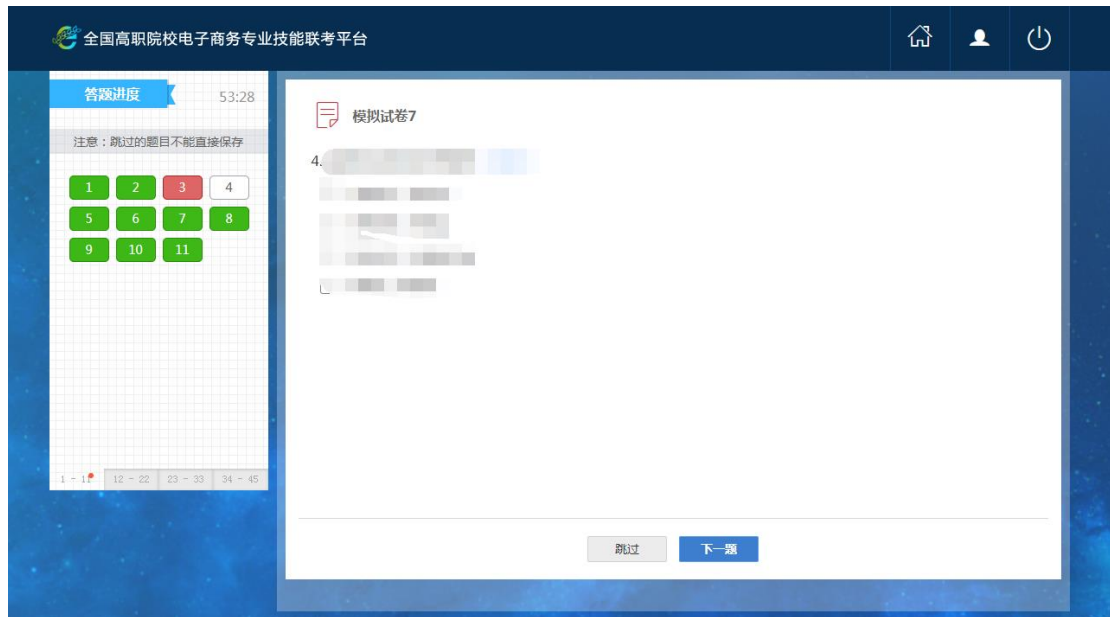 全国高职院校电子商务专业技能联考平台
答题进度
53:28
注意：跳过的题目不能直接保存
1 2 3 4
5 6 7 8
9 10 11
1 - 11 12 - 22 23 - 33 34 - 45
模拟试卷7
4.
跳过 下一题